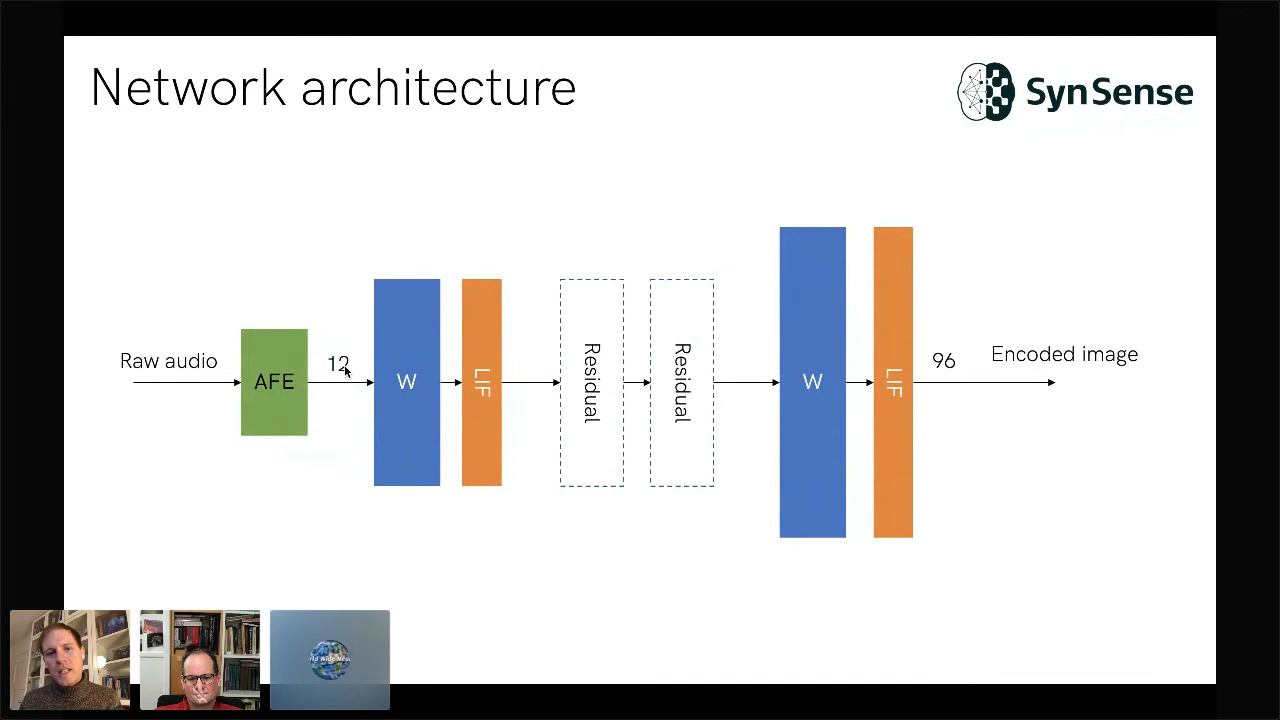 Network architecture
SynSense
Raw audio
AFE
12
W
LIF
Residual
Residual
W
LIF
96
Encoded image